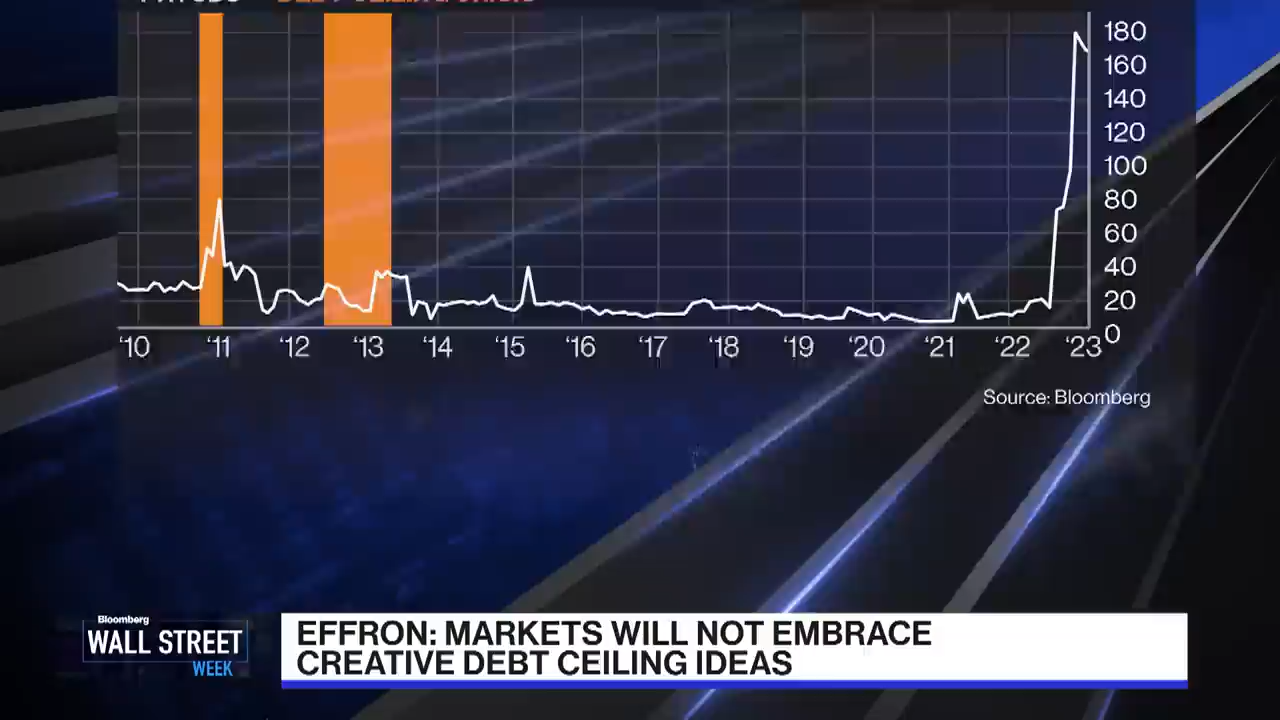 180
160
140
120
100
80
60
40
20
0
'10 '11 '12 '13 '14 '15 '16 '17 '18 '19 '20 '21 '22 '23
Source: Bloomberg
Bloomberg
WALL STREET
WEEK
EFFRON: MARKETS WILL NOT EMBRACE
CREATIVE DEBT CEILING IDEAS